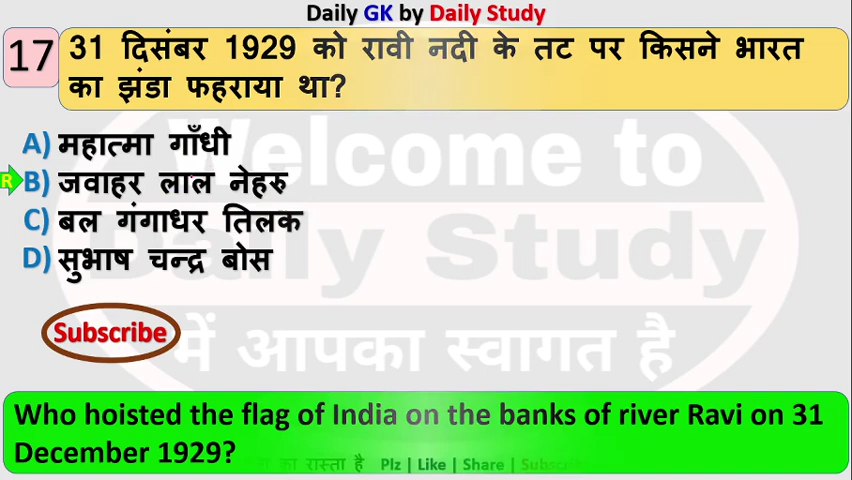 Daily GK by Daily Study
17
31 दिसंबर 1929 को रावी नदी के तट पर किसने भारत
का झंडा फहराया था?
A) महात्मा गाँधी
R
B) जवाहर लाल नेहरु
C) बल गंगाधर तिलक
D) सुभाष चन्द्र बोस
Welcome to
Daily Study
में आपका स्वागत है
Subscribe
Who hoisted the flag of India on the banks of river Ravi on 31
December 1929?
का रास्ता है Plz | Like | Share | Subscribe